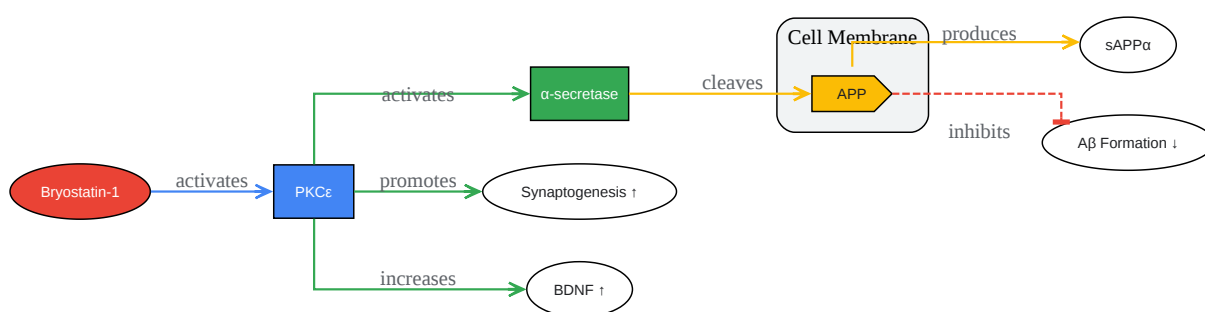 Cell Membrane
produces
sAPPα
activates
α-secretase
cleaves
APP
inhibits
Aβ Formation ↓
Bryostatin-1
activates
PKCε
promotes
Synaptogenesis ↑
increases
BDNF ↑